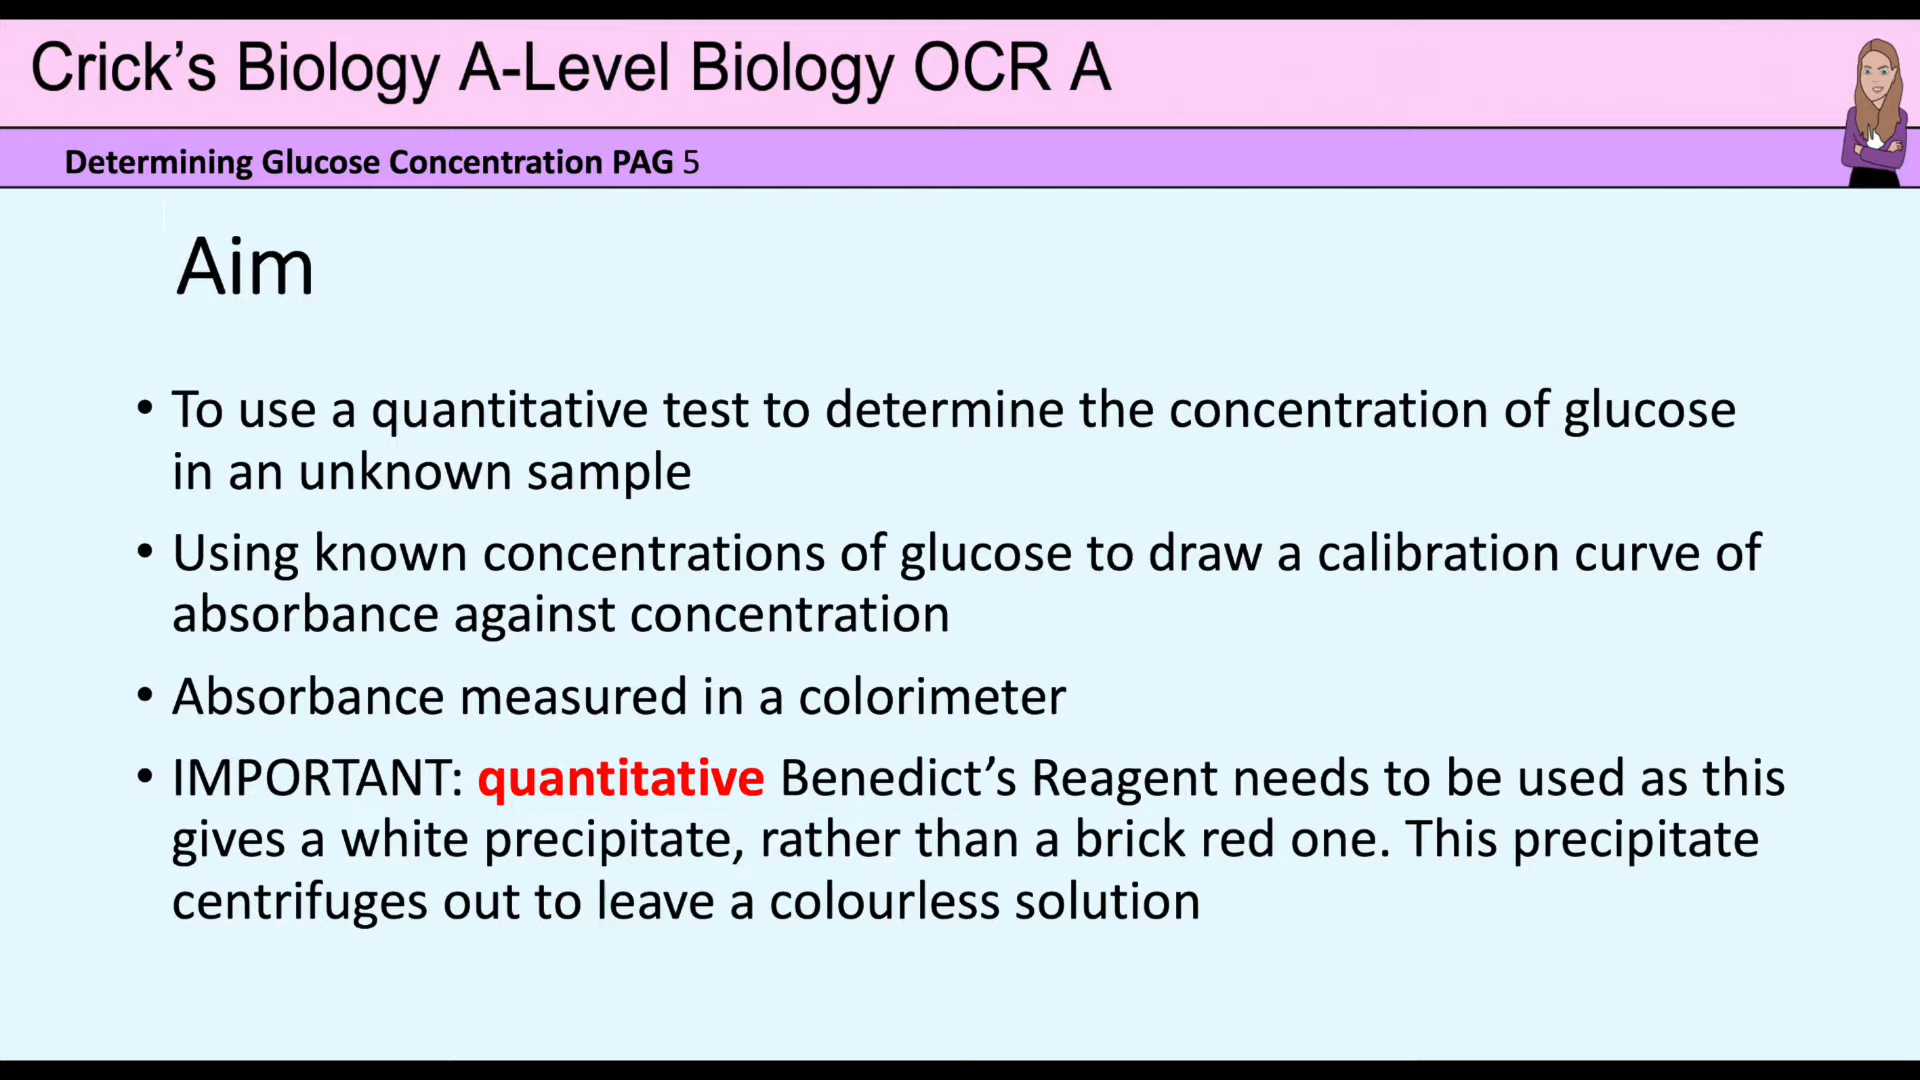 Crick’s Biology A-Level Biology OCR A
Determining Glucose Concentration PAG 5
Aim
• To use a quantitative test to determine the concentration of glucose
in an unknown sample
• Using known concentrations of glucose to draw a calibration curve of
absorbance against concentration
• Absorbance measured in a colorimeter
• IMPORTANT: quantitative Benedict’s Reagent needs to be used as this
gives a white precipitate, rather than a brick red one. This precipitate
centrifuges out to leave a colourless solution